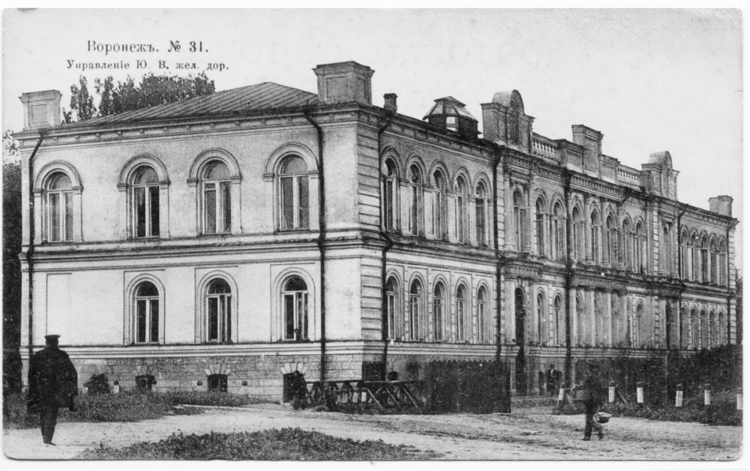 Воронежъ. № 31.
Управленіе Ю. В. жел. дор.